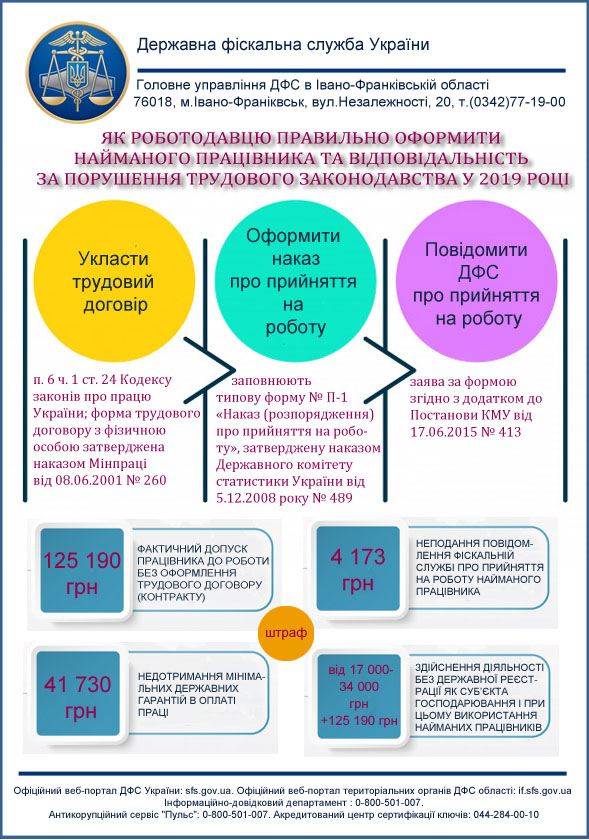 Державна фіскальна служба України
Головне управління ДФС в Івано-Франківській області
76018, м.Івано-Франіквськ, вул.Незалежності, 20, т.(0342)77-19-00
ЯК РОБОТОДАВЦЮ ПРАВИЛЬНО ОФОРМИТИ
НАЙМАНОГО ПРАЦІВНИКА ТА ВІДПОВІДАЛЬНІСТЬ
ЗА ПОРУШЕННЯ ТРУДОВОГО ЗАКОНОДАВСТВА У 2019 РОЦІ
Укласти
трудовий
договір
Оформити
наказ
про прийняття
на
роботу
Повідомити
ДФС
про прийняття
на роботу
п. 6 ч. 1 ст. 24 Кодексу
законів про працю
України; форма трудового
договору з фізичною
особою затверджена
наказом Мінпраці
від 08.06.2001 № 260
заповнюють
типову форму № П-1
«Наказ (розпорядження)
про прийняття на робо-
ту», затверджену наказом
Державного комітету
статистики України від
5.12.2008 року № 489
заява за формою
згідно з додатком до
Постанови КМУ від
17.06.2015 № 413
125 190
грн
ФАКТИЧНИЙ ДОПУСК
ПРАЦІВНИКА ДО РОБОТИ
БЕЗ ОФОРМЛЕННЯ
ТРУДОВОГО ДОГОВОРУ
(КОНТРАКТУ)
4 173
грн
НЕПОДАННЯ ПОВІДОМ-
ЛЕННЯ ФІСКАЛЬНІЙ
СЛУЖБІ ПРО ПРИЙНЯТТЯ
НА РОБОТУ НАЙМАНОГО
ПРАЦІВНИКА
штраф
41 730
грн
НЕДОТРИМАННЯ МІНІМА-
ЛЬНИХ ДЕРЖАВНИХ
ГАРАНТІЙ В ОПЛАТІ
ПРАЦІ
від 17 000-
34 000
грн
+125 190 грн
ЗДІЙСНЕННЯ ДІЯЛЬНОСТІ
БЕЗ ДЕРЖАВНОЇ РЕЄСТ-
РАЦІЇ ЯК СУБ'ЄКТА
ГОСПОДАРЮВАННЯ І ПРИ
ЦЬОМУ ВИКОРИСТАННЯ
НАЙМАНИХ ПРАЦІВНИКІВ
Офіційний веб-портал ДФС України: sfs.gov.ua. Офіційний веб-портал територіальних органів ДФС області: if.sfs.gov.ua
Інформаційно-довідковий департамент : 0-800-501-007.
Антикорупційний сервіс "Пульс": 0-800-501-007. Акредитований центр сертифікації ключів: 044-284-00-10